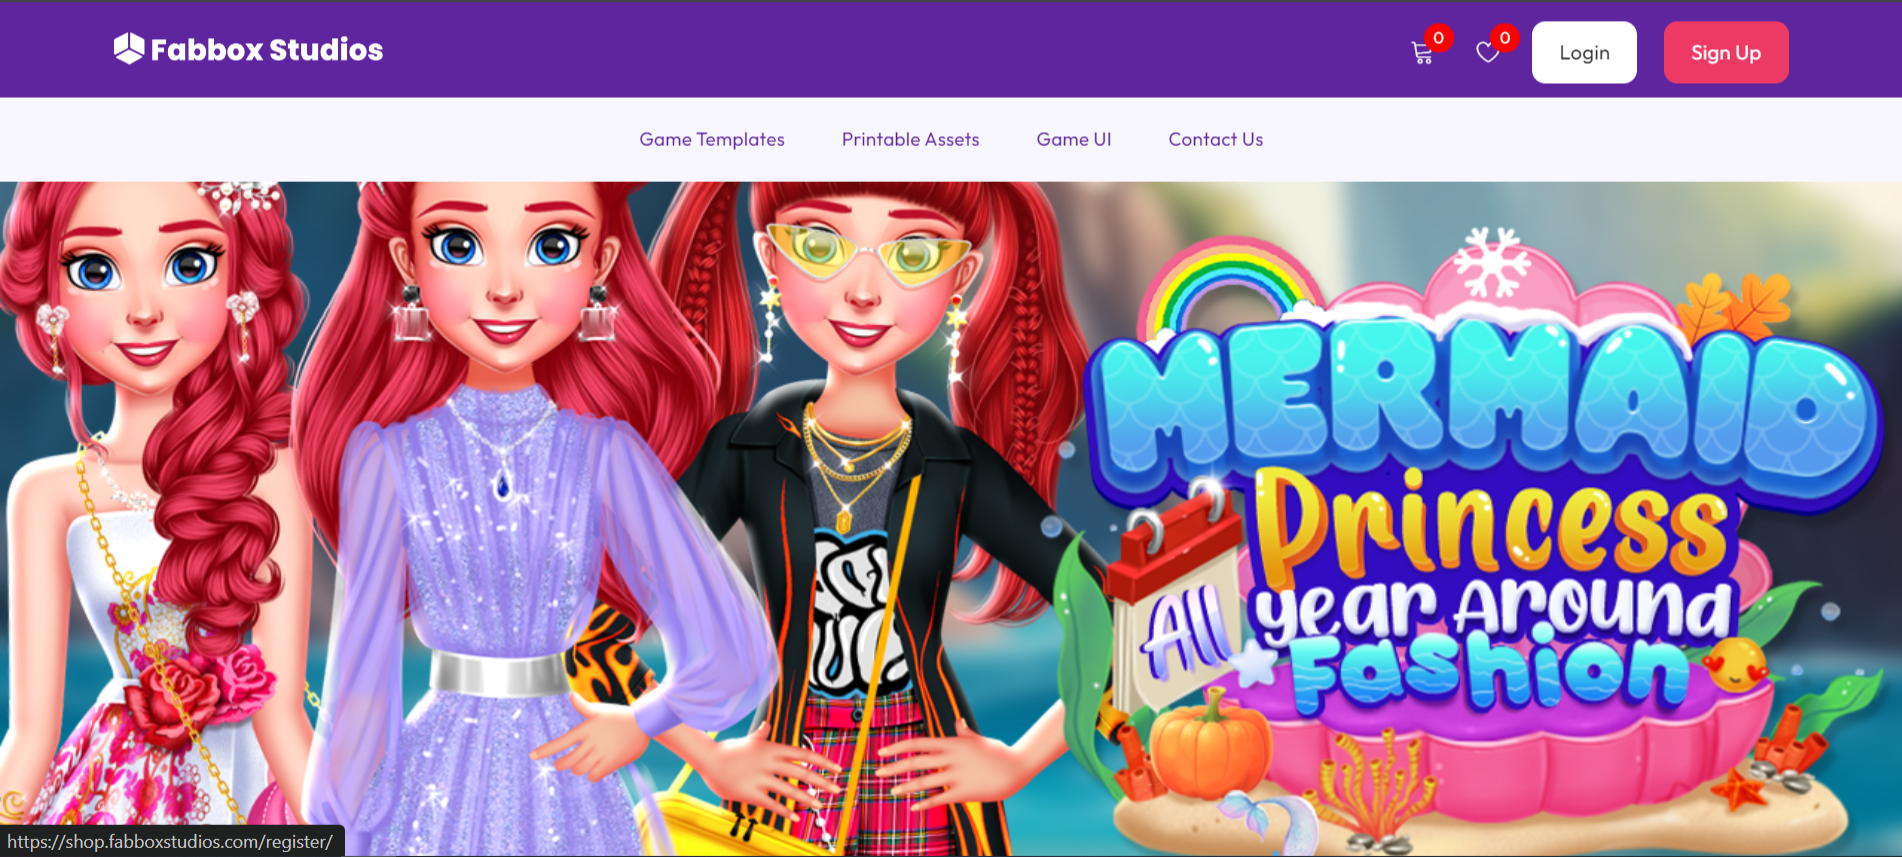 Fabbox Studios
0
0
Login
Sign Up
Game Templates
Printable Assets
Game UI
Contact Us
MERMAID
Princess
All year Around
Fashion
https://shop.fabboxstudios.com/register/